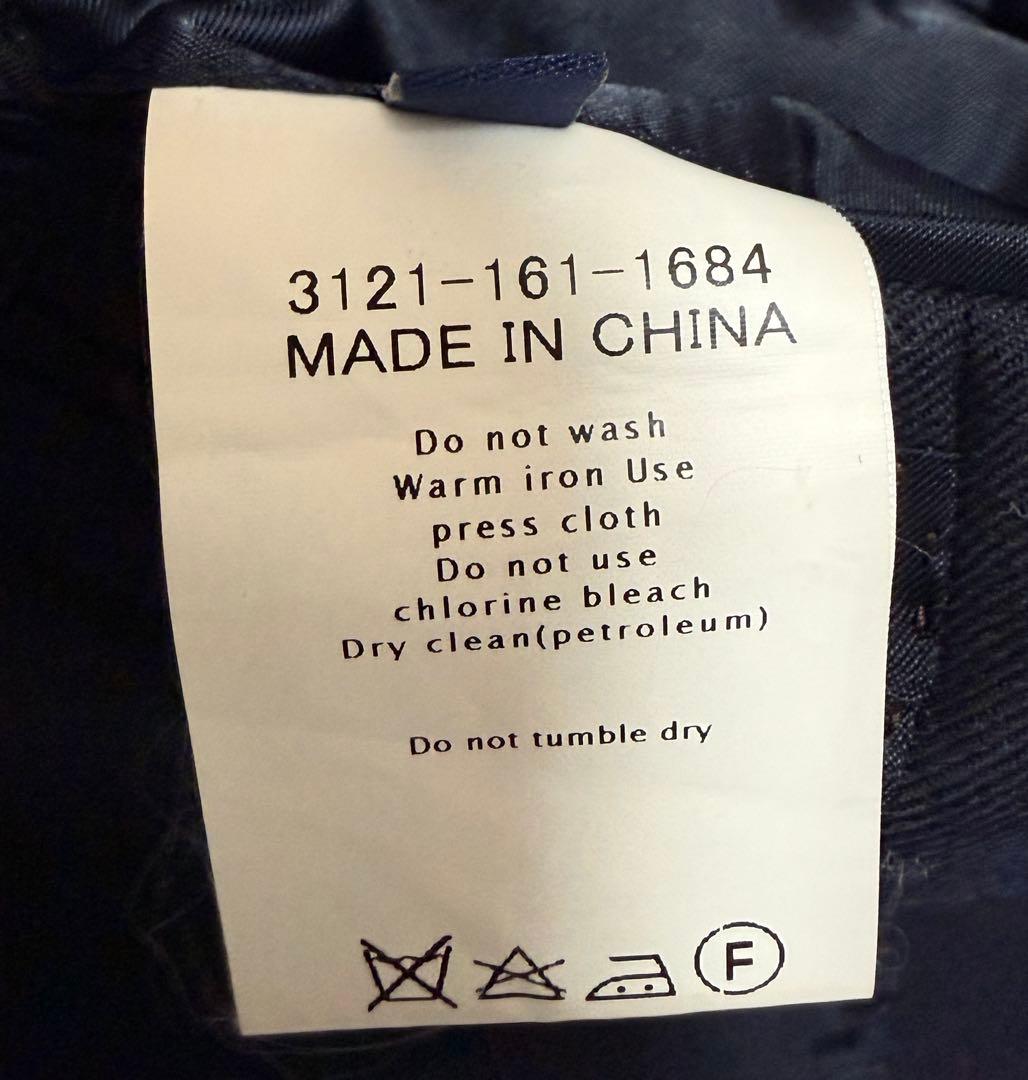 3121-161-1684
MADE IN CHINA
Do not wash
Warm iron Use
press cloth
Do not use
chlorine bleach
Dry clean(petroleum)
Do not tumble dry
F